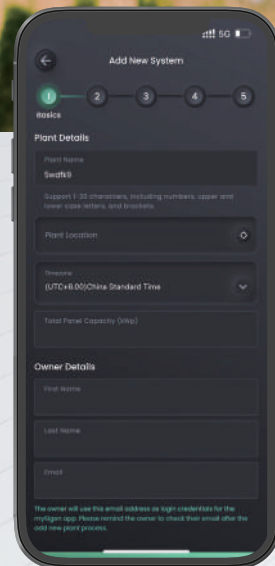 5G
Add New System
1 2 3 4 5
Basics
Plant Details
Plant Name
Swafk9
Support 1-30 characters, including numbers, upper and
lower case letters, and brackets.
Plant Location
Timezone
(UTC+8:00)China Standard Time
Total Panel Capacity (kWp)
Owner Details
First Name
Last Name
Email
The owner will use this email address as login credentials for the
mySigen app. Please remind the owner to check their email after the
add new plant process.